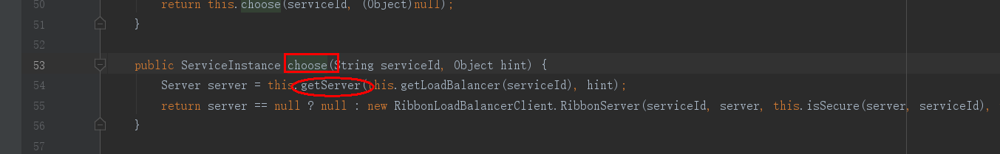 50 return this.choose(serviceId, (Object)null);
51 }
52
53 public ServiceInstance choose(String serviceId, Object hint) {
54 Server server = this.getServer(this.getLoadBalancer(serviceId), hint);
55 return server == null ? null : new RibbonLoadBalancerClient.RibbonServer(serviceId, server, this.isSecure(server, serviceId),
56 }
57